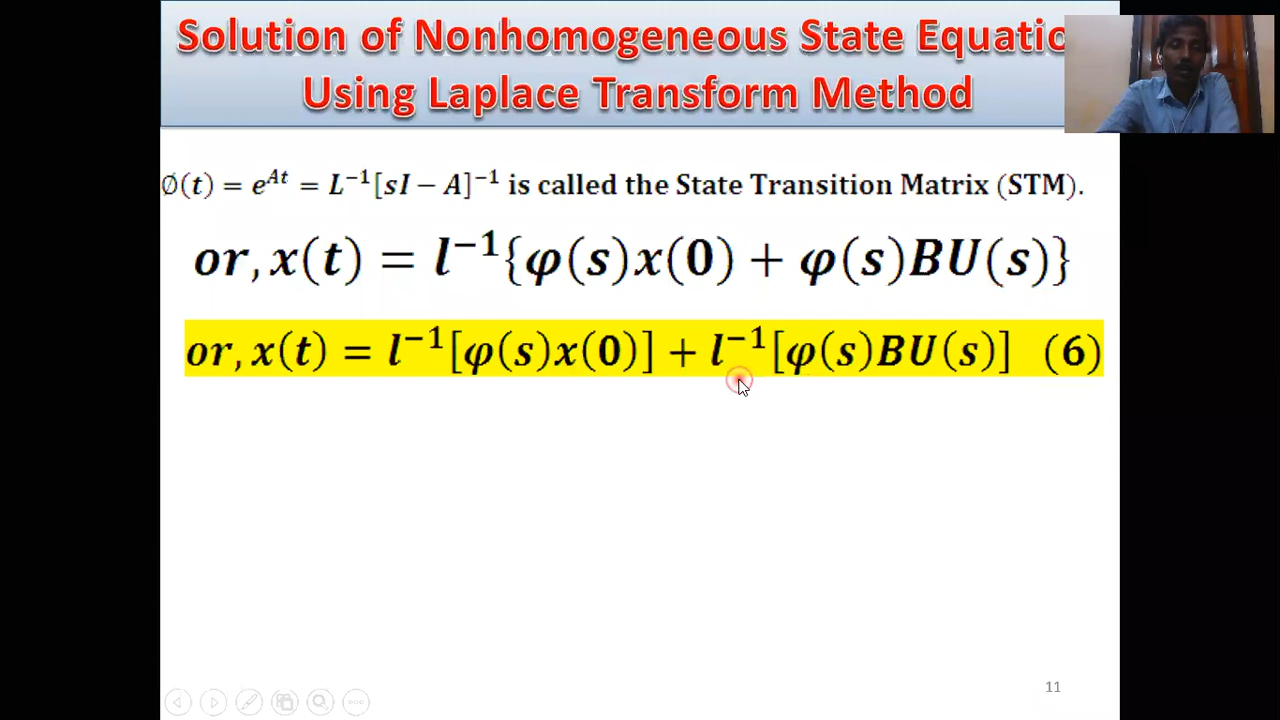 Solution of Nonhomogeneous State Equatio
Using Laplace Transform Method
∅(t) = e^{At} = L^{-1}[sI − A]^{-1} is called the State Transition Matrix (STM).
or, x(t) = l^{-1}{φ(s)x(0) + φ(s)BU(s)}
or, x(t) = l^{-1}[φ(s)x(0)] + l^{-1}[φ(s)BU(s)] (6)
11